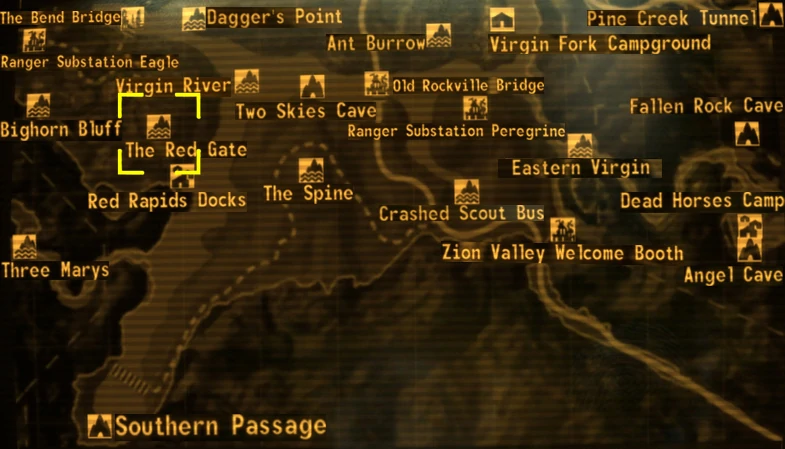 The Bend Bridge
Dagger's Point
Pine Creek Tunnel
Ant Burrow
Virgin Fork Campground
Ranger Substation Eagle
Virgin River
Old Rockville Bridge
Two Skies Cave
Fallen Rock Cave
Bighorn Bluff
Ranger Substation Peregrine
The Red Gate
Eastern Virgin
Red Rapids Docks
The Spine
Dead Horses Camp
Crashed Scout Bus
Zion Valley Welcome Booth
Three Marys
Angel Cave
Southern Passage